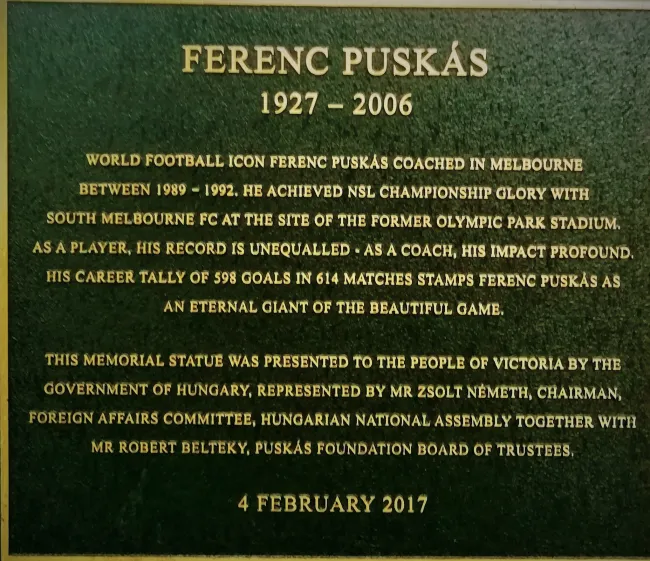 FERENC PUSKÁS
1927 – 2006
WORLD FOOTBALL ICON FERENC PUSKÁS COACHED IN MELBOURNE
BETWEEN 1989 – 1992. HE ACHIEVED NSL CHAMPIONSHIP GLORY WITH
SOUTH MELBOURNE FC AT THE SITE OF THE FORMER OLYMPIC PARK STADIUM.
AS A PLAYER, HIS RECORD IS UNEQUALLED - AS A COACH, HIS IMPACT PROFOUND.
HIS CAREER TALLY OF 598 GOALS IN 614 MATCHES STAMPS FERENC PUSKÁS AS
AN ETERNAL GIANT OF THE BEAUTIFUL GAME.
THIS MEMORIAL STATUE WAS PRESENTED TO THE PEOPLE OF VICTORIA BY THE
GOVERNMENT OF HUNGARY, REPRESENTED BY MR ZSOLT NÉMETH, CHAIRMAN,
FOREIGN AFFAIRS COMMITTEE, HUNGARIAN NATIONAL ASSEMBLY TOGETHER WITH
MR ROBERT BELTEKY, PUSKÁS FOUNDATION BOARD OF TRUSTEES.
4 FEBRUARY 2017